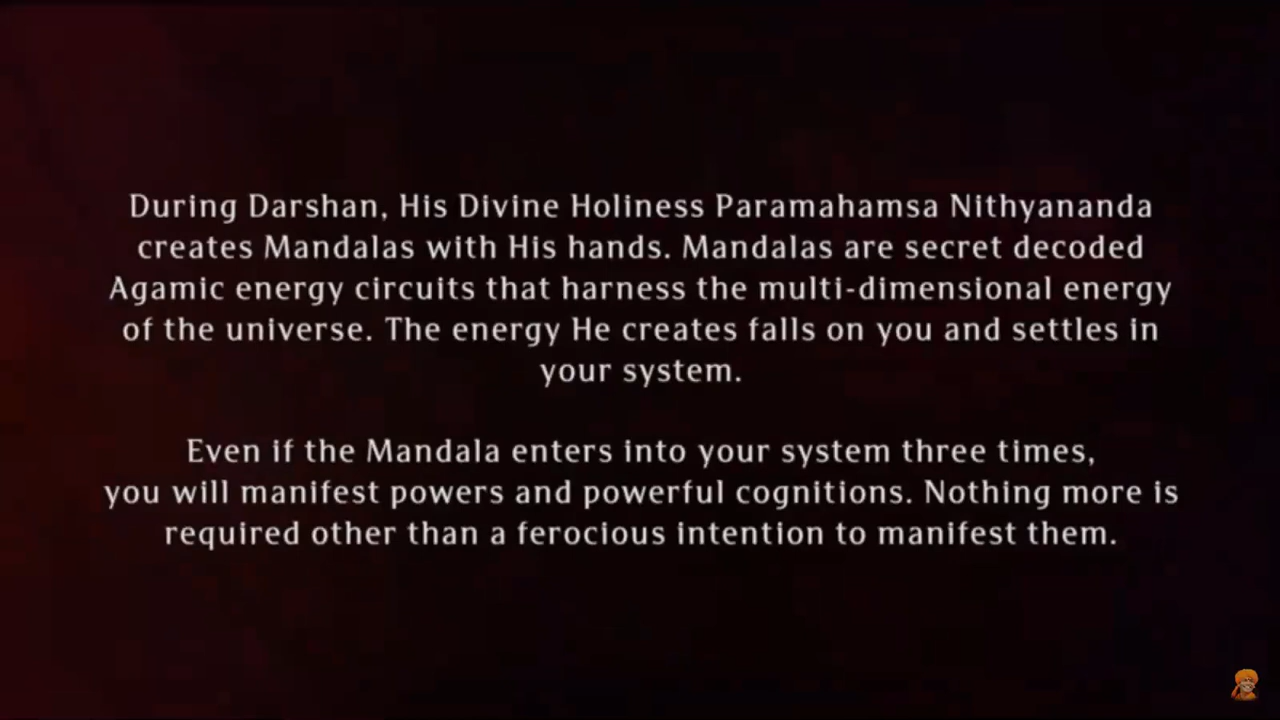 During Darshan, His Divine Holiness Paramahamsa Nithyananda
creates Mandalas with His hands. Mandalas are secret decoded
Agamic energy circuits that harness the multi-dimensional energy
of the universe. The energy He creates falls on you and settles in
your system.
Even if the Mandala enters into your system three times,
you will manifest powers and powerful cognitions. Nothing more is
required other than a ferocious intention to manifest them.